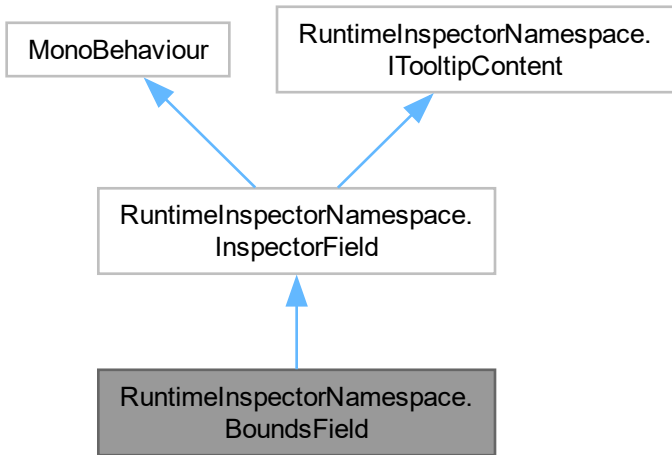 MonoBehaviour
RuntimeInspectorNamespace.
ITooltipContent
RuntimeInspectorNamespace.
InspectorField
RuntimeInspectorNamespace.
BoundsField